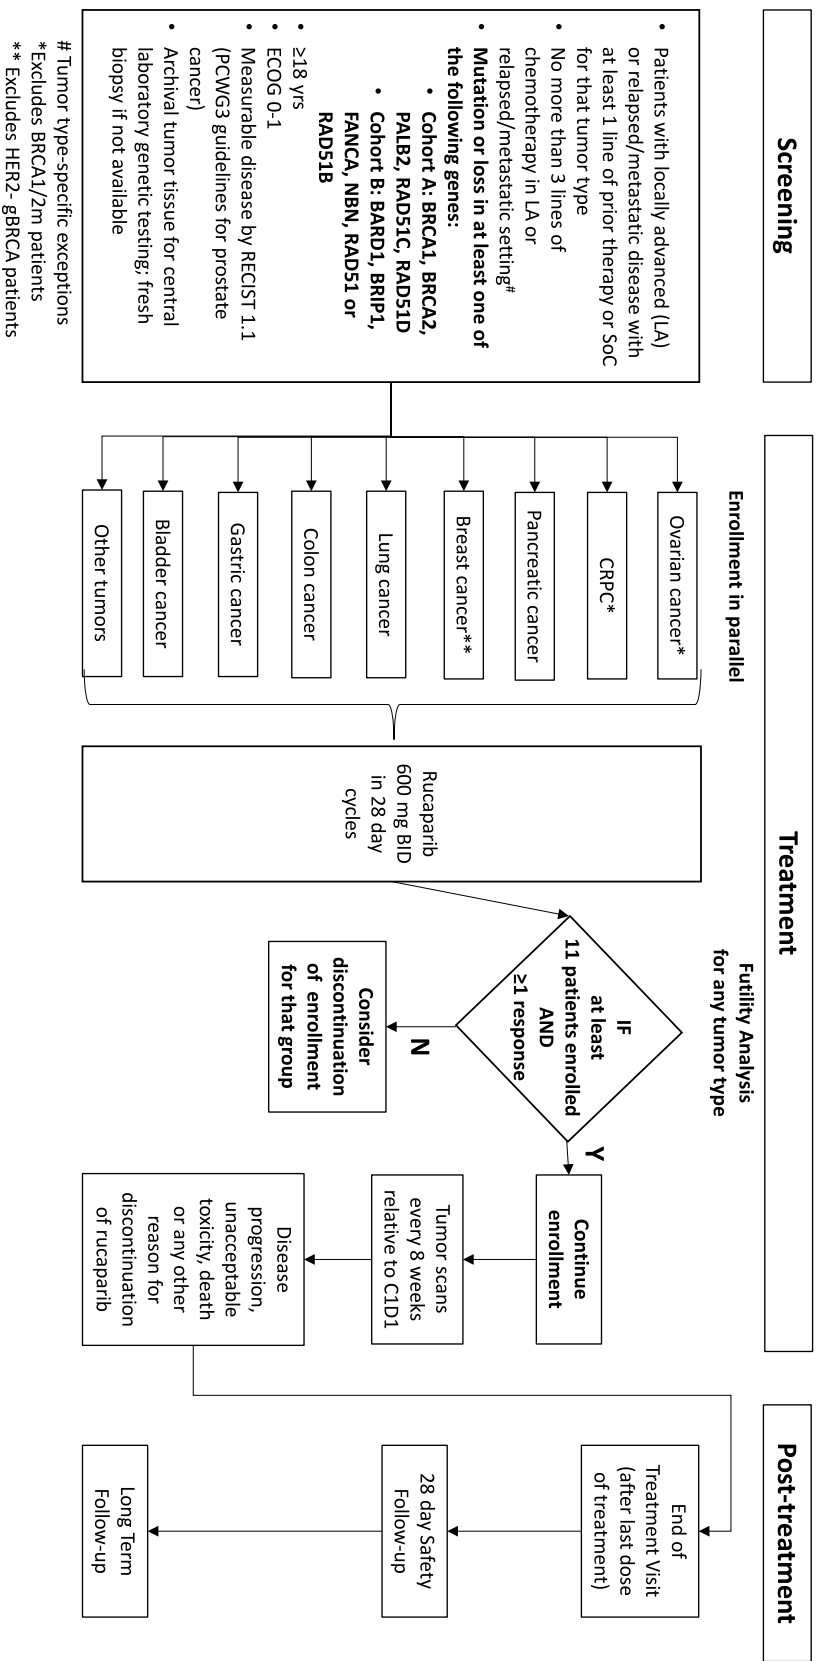 Screening
• Patients with locally advanced (LA)
or relapsed/metastatic disease with
at least 1 line of prior therapy or SoC
for that tumor type
• No more than 3 lines of
chemotherapy in LA or
relapsed/metastatic setting#
• Mutation or loss in at least one of
the following genes:
• Cohort A: BRCA1, BRCA2,
PALB2, RAD51C, RAD51D
• Cohort B: BARD1, BRIP1,
FANCA, NBN, RAD51 or
RAD51B
• ≥18 yrs
• ECOG 0-1
• Measurable disease by RECIST 1.1
(PCWG3 guidelines for prostate
cancer)
• Archival tumor tissue for central
laboratory genetic testing; fresh
biopsy if not available
# Tumor type-specific exceptions
*Excludes BRCA1/2m patients
** Excludes HER2- gBRCA patients
Treatment
Enrollment in parallel
Ovarian cancer*
CRPC*
Pancreatic cancer
Breast cancer**
Lung cancer
Colon cancer
Gastric cancer
Bladder cancer
Other tumors
Rucaparib
600 mg BID
in 28 day
cycles
Futility Analysis
for any tumor type
IF
at least
11 patients enrolled
AND
≥1 response
N
Consider
discontinuation
of enrollment
for that group
Y
Continue
enrollment
Tumor scans
every 8 weeks
relative to C1D1
Disease
progression,
unacceptable
toxicity, death
or any other
reason for
discontinuation
of rucaparib
Post-treatment
End of
Treatment Visit
(after last dose
of treatment)
28 day Safety
Follow-up
Long Term
Follow-up